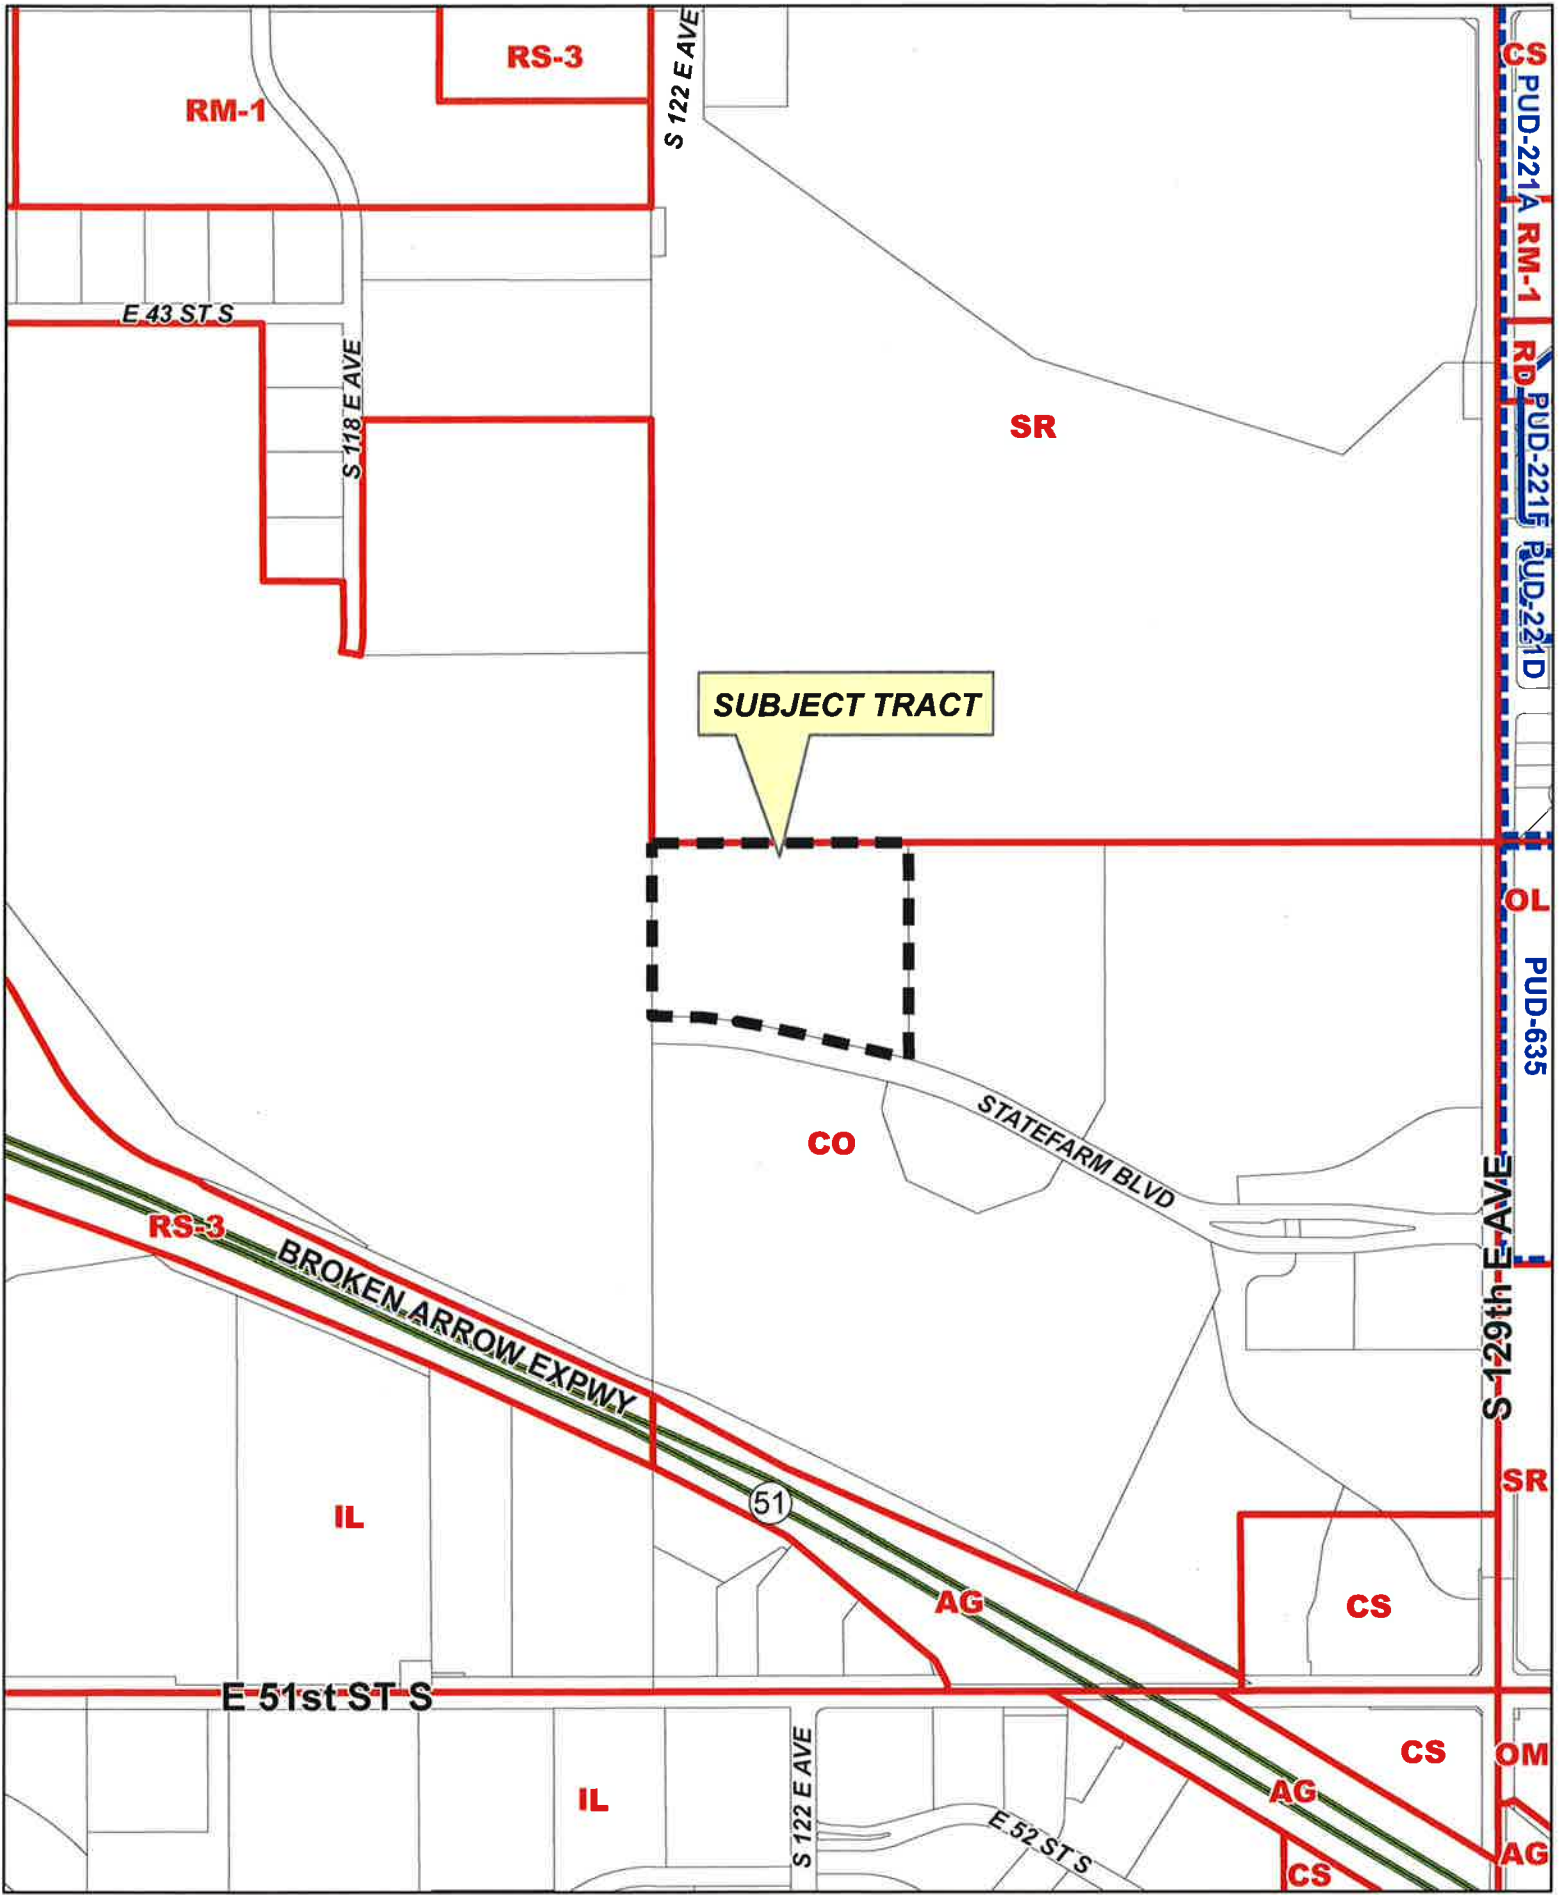 RS-3
CS
RM-1
S 122 E AVE
PUD-221A
RM-1
E 43 ST S
RD
S 118 E AVE
SR
PUD-221F
PUD-221D
SUBJECT TRACT
OL
PUD-635
CO
STATEFARM BLVD
RS-3
BROKEN ARROW EXPWY
S 129th E AVE
SR
51
IL
AG
CS
E 51st ST S
CS
OM
S 122 E AVE
IL
AG
E 52 ST S
AG
CS